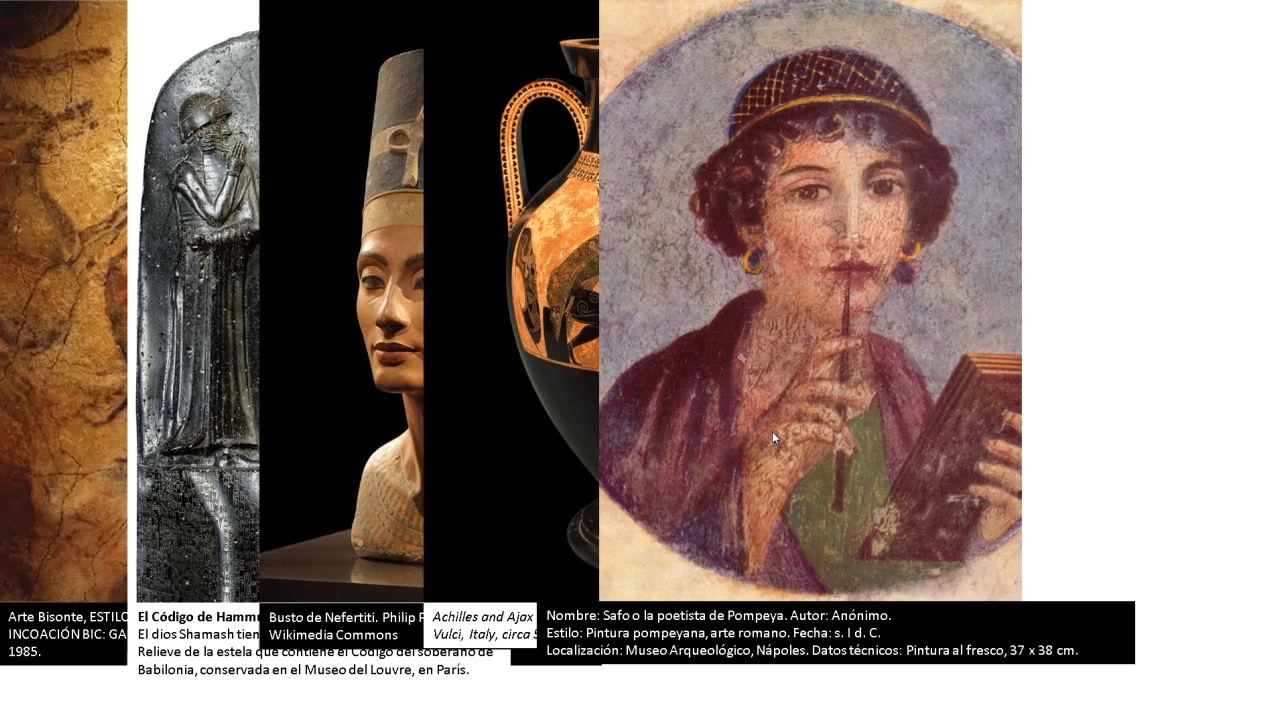 Arte Bisonte, ESTILO
INCOACIÓN BIC: GA
1985.
El Código de Hammu
El dios Shamash tien
Relieve de la estela que contiene el Código del soberano de
Babilonia, conservada en el Museo del Louvre, en París.
Busto de Nefertiti. Philip
Wikimedia Commons
Achilles and Ajax
Vulci, Italy, circa
Nombre: Safo o la poetista de Pompeya. Autor: Anónimo.
Estilo: Pintura pompeyana, arte romano. Fecha: s. I d. C.
Localización: Museo Arqueológico, Nápoles. Datos técnicos: Pintura al fresco, 37 x 38 cm.